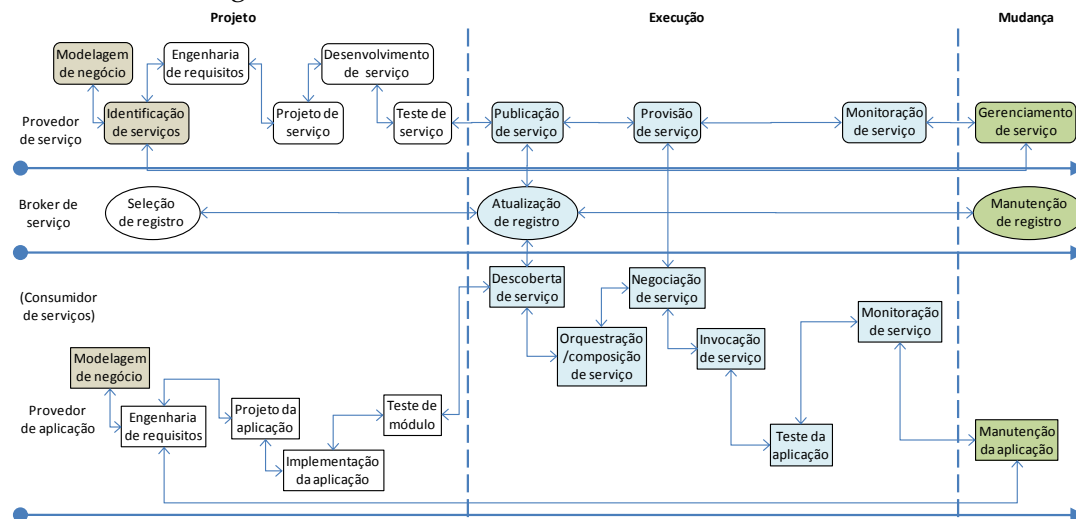 Projeto
Execução
Mudança
Modelagem
de negócio
Engenharia
de requisitos
Desenvolvimento
de serviço
Identificação
de serviços
Projeto de
serviço
Teste de
serviço
Publicação
de serviço
Provisão
de serviço
Monitoração
de serviço
Gerenciamento
de serviço
Provedor
de serviço
Broker de
serviço
Seleção
de registro
Atualização
de registro
Manutenção
de registro
(Consumidor
de serviços)
Descoberta
de serviço
Negociação
de serviço
Orquestração
/composição
de serviço
Invocação
de serviço
Monitoração
de serviço
Modelagem
de negócio
Provedor
de aplicação
Engenharia
de requisitos
Projeto da
aplicação
Implementação
da aplicação
Teste de
módulo
Teste da
aplicação
Manutenção
da aplicação